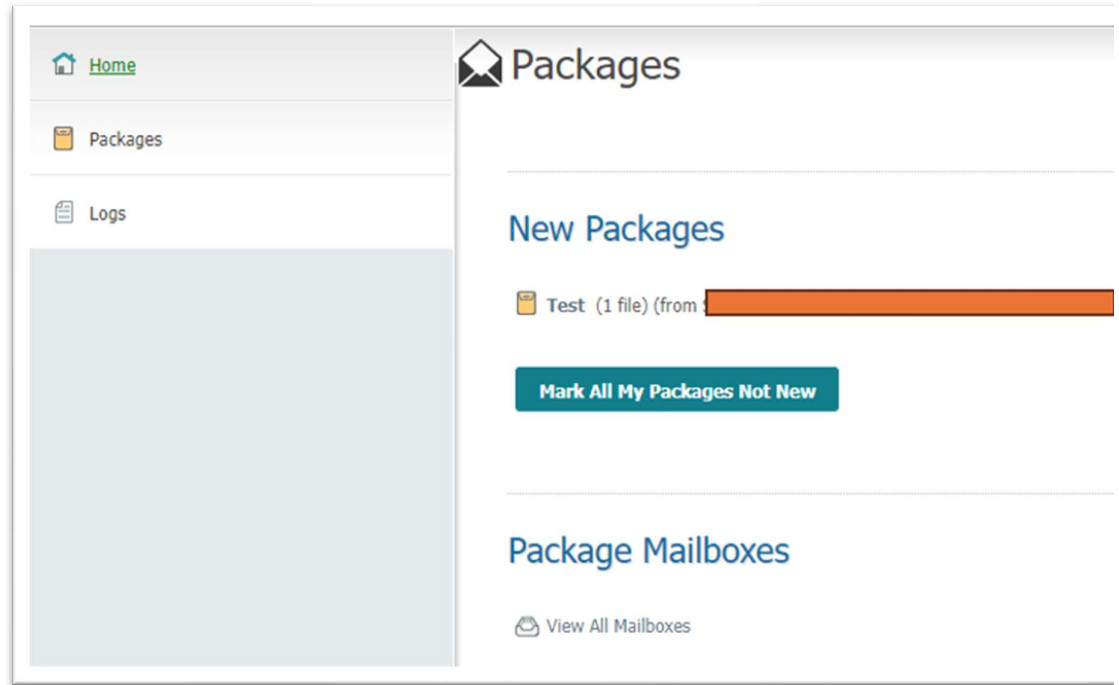 Home
Packages
Logs
Packages
New Packages
Test (1 file) (from
Mark All My Packages Not New
Package Mailboxes
View All Mailboxes